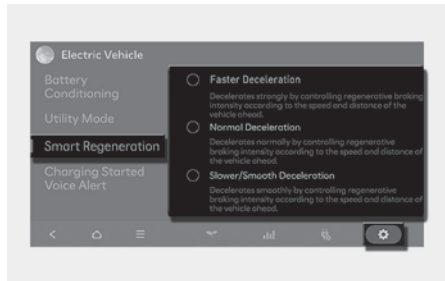 Electric Vehicle
Battery
Conditioning
Utility Mode
Smart Regeneration
Charging Started
Voice Alert
Faster Deceleration
Decelerates strongly by controlling regenerative braking
intensity according to the speed and distance of the
vehicle ahead.
Normal Deceleration
Decelerates normally by controlling regenerative
braking intensity according to the speed and distance of
the vehicle ahead.
Slower/Smooth Deceleration
Decelerates smoothly by controlling regenerative
braking intensity according to the speed and distance of
the vehicle ahead.